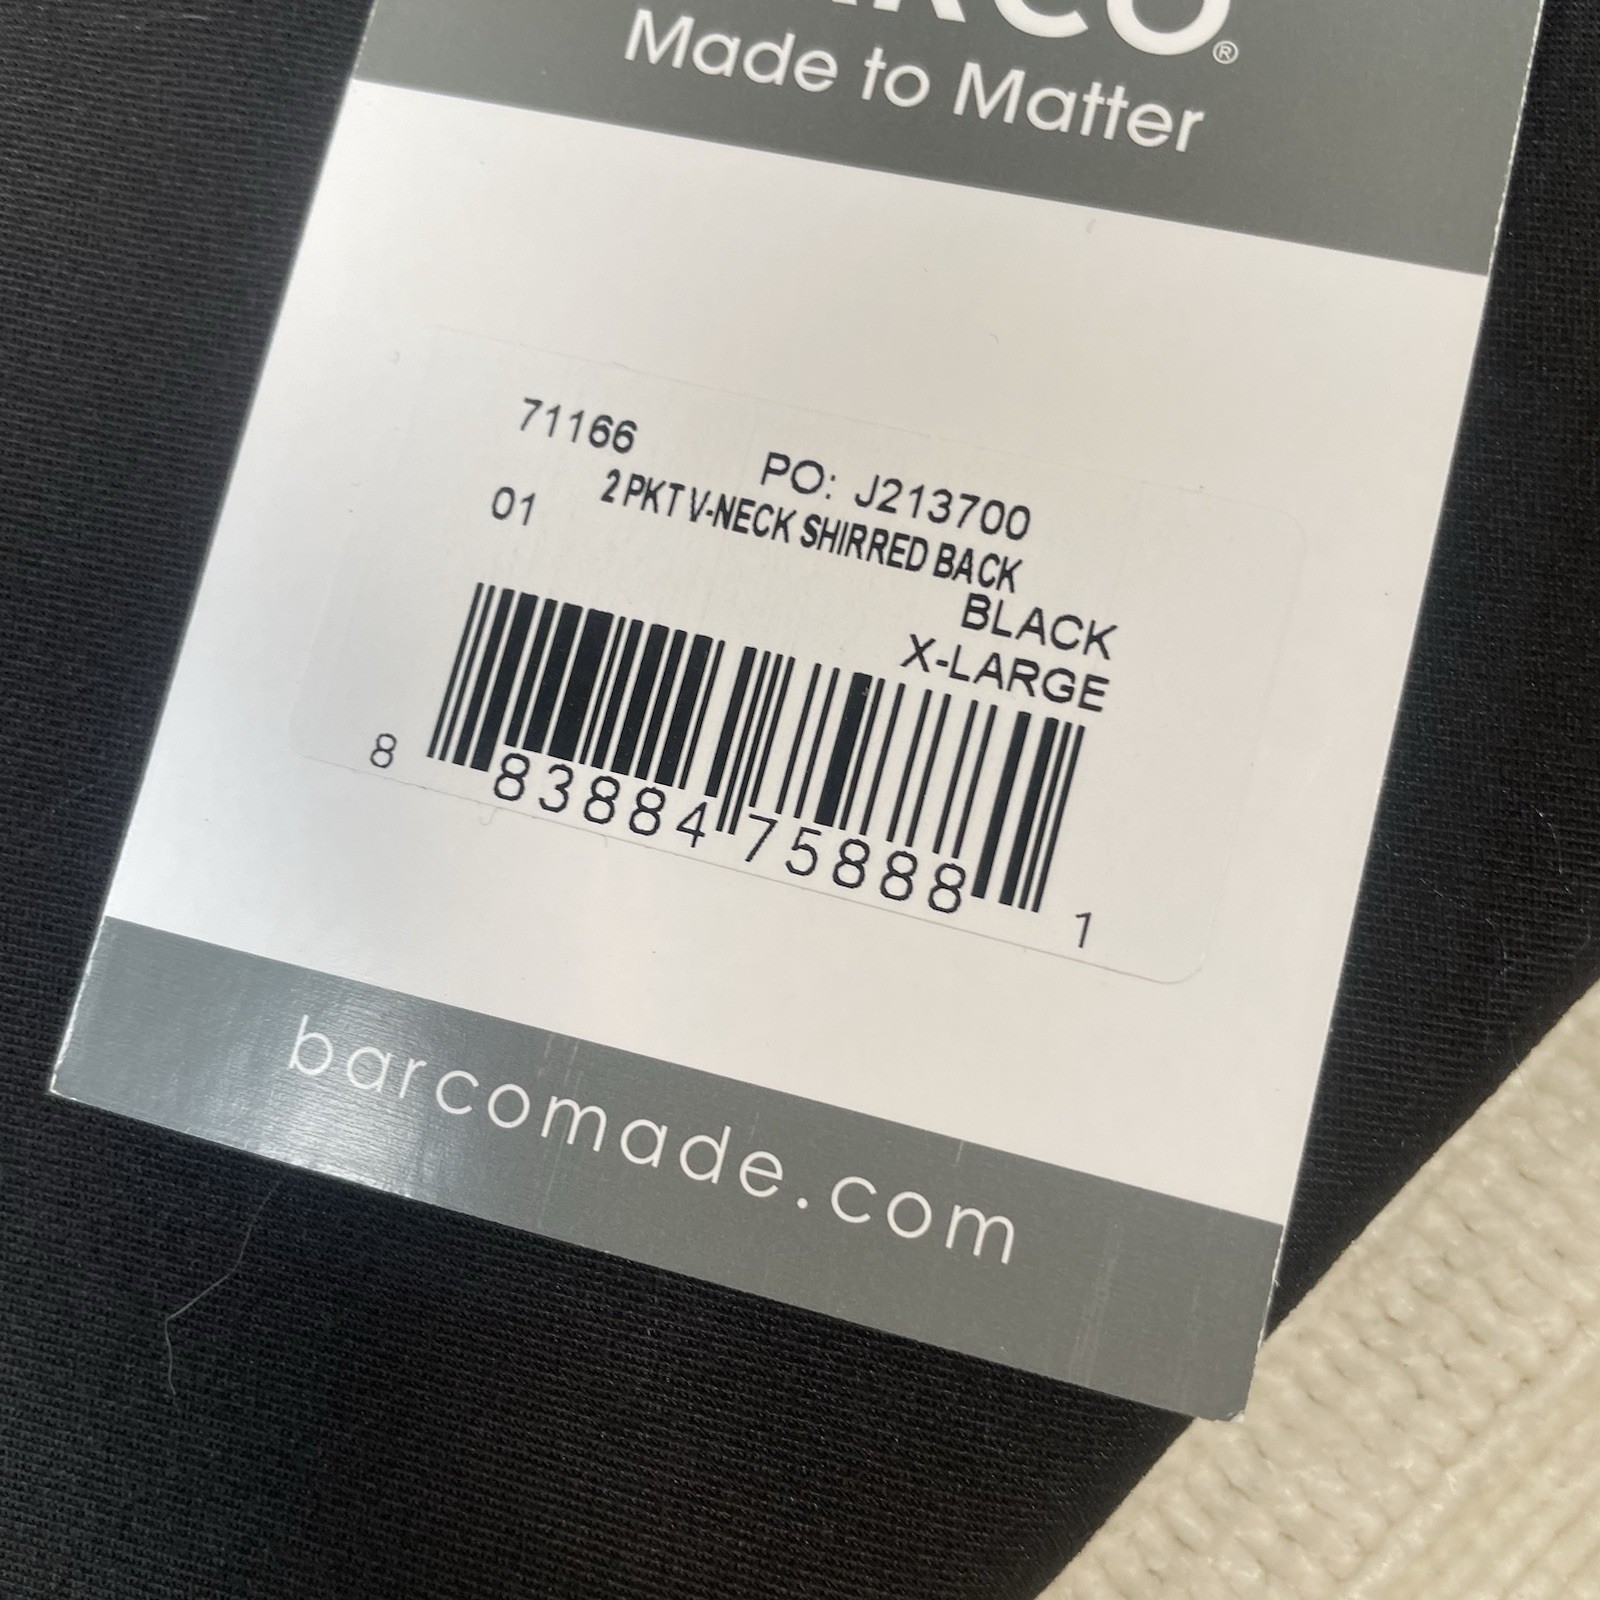 BARCO®
Made to Matter
71166
PO: J213700
01
2 PKT V-NECK SHIRRED BACK
BLACK
X-LARGE
8 83884 75888 1
barcomade.com